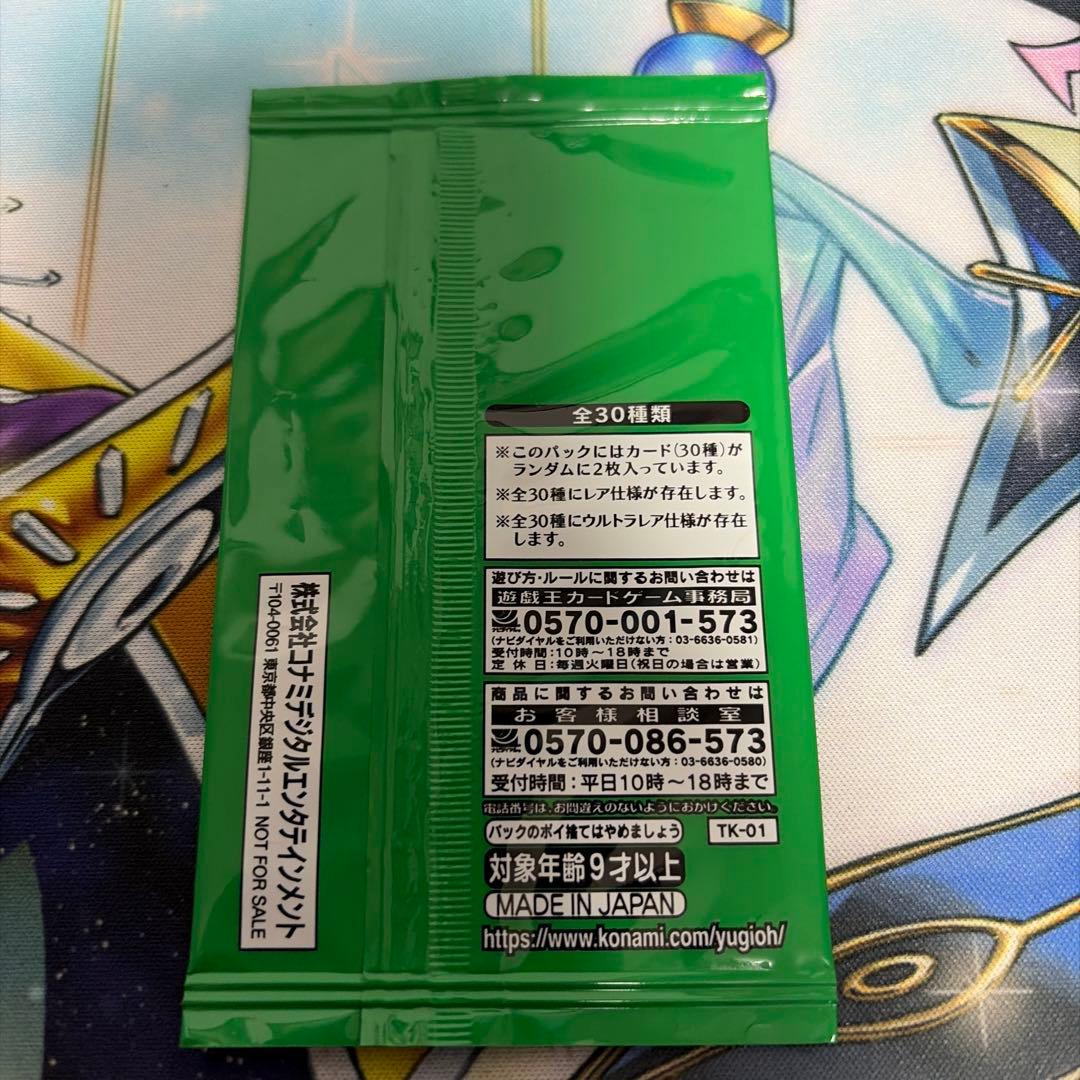 全30種類
※このパックにはカード(30種)が
ランダムに2枚入っています。
※全30種にレア仕様が存在します。
※全30種にウルトラレア仕様が存在
します。
遊び方・ルールに関するお問い合わせは
遊戯王カードゲーム事務局
0570-001-573
(ナビダイヤルをご利用いただけない方:03-6636-0581)
受付時間:10時～18時まで
定休日:毎週火曜日(祝日の場合は営業)
商品に関するお問い合わせは
お客様相談室
0570-086-573
(ナビダイヤルをご利用いただけない方:03-6636-0580)
受付時間:平日10時～18時まで
電話番号は、お間違えのないようにおかけください。
パックのポイ捨てはやめましょう
TK-01
対象年齢9才以上
MADE IN JAPAN
https://www.konami.com/yugioh/
株式会社コナミデジタルエンタテインメント
〒104-0061 東京都中央区銀座1-11-1 NOT FOR SALE